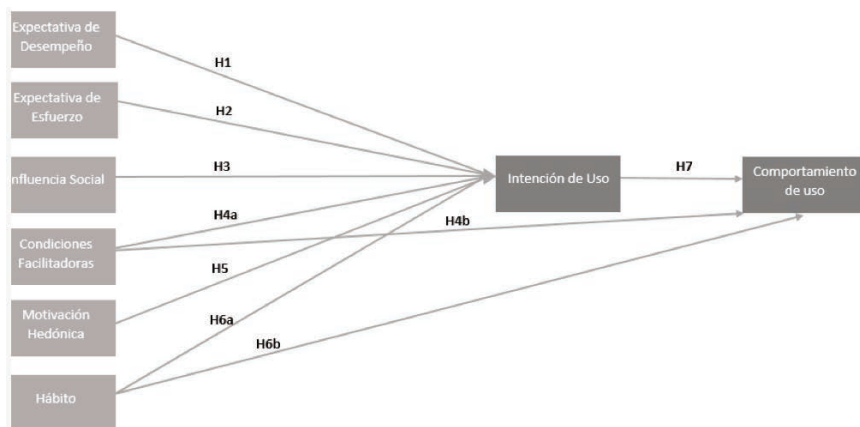 Expectativa de
Desempeño
H1
Expectativa de
Esfuerzo
H2
nfluencia Social
H3
Intención de Uso
H7
Comportamiento
de uso
H4a
H4b
Condiciones
Facilitadoras
H5
Motivación
Hedónica
H6a
H6b
Hábito